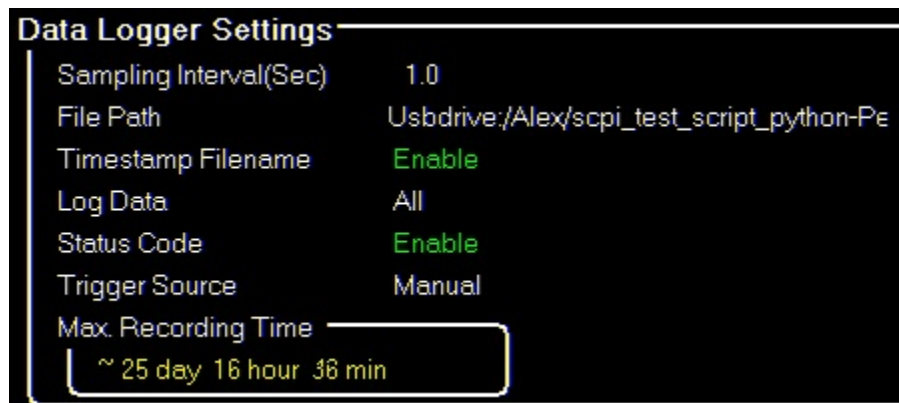 Data Logger Settings
Sampling Interval(Sec) 1.0
File Path Usbdrive:/Alex/scpi_test_script_python-Pe
Timestamp Filename Enable
Log Data All
Status Code Enable
Trigger Source Manual
Max. Recording Time
~ 25 day 16 hour 36 min